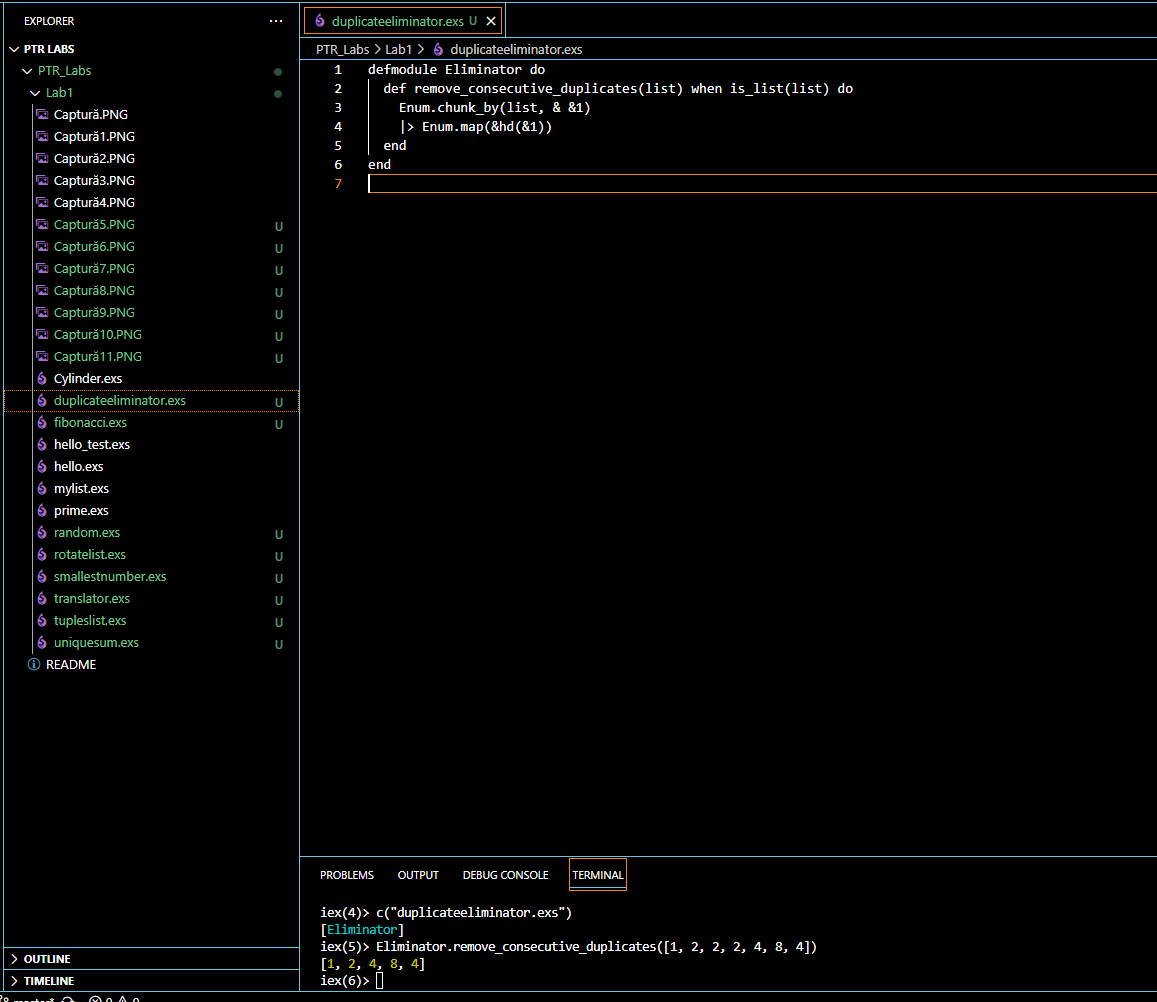 EXPLORER ...
PTR LABS
PTR_Labs
Lab1
Captură.PNG
Captură1.PNG
Captură2.PNG
Captură3.PNG
Captură4.PNG
Captură5.PNG U
Captură6.PNG U
Captură7.PNG U
Captură8.PNG U
Captură9.PNG U
Captură10.PNG U
Captură11.PNG U
Cylinder.exs
duplicateeliminator.exs U
fibonacci.exs U
hello_test.exs
hello.exs
mylist.exs
prime.exs
random.exs U
rotatelist.exs U
smallestnumber.exs U
translator.exs U
tupleslist.exs U
uniquesum.exs U
README
OUTLINE
TIMELINE
duplicateeliminator.exs U
PTR_Labs > Lab1 > duplicateeliminator.exs
1 defmodule Eliminator do
2 def remove_consecutive_duplicates(list) when is_list(list) do
3 Enum.chunk_by(list, & &1)
4 |> Enum.map(&hd(&1))
5 end
6 end
7
PROBLEMS OUTPUT DEBUG CONSOLE TERMINAL
iex(4)> c("duplicateeliminator.exs")
[Eliminator]
iex(5)> Eliminator.remove_consecutive_duplicates([1, 2, 2, 2, 4, 8, 4])
[1, 2, 4, 8, 4]
iex(6)>
master* 0 0